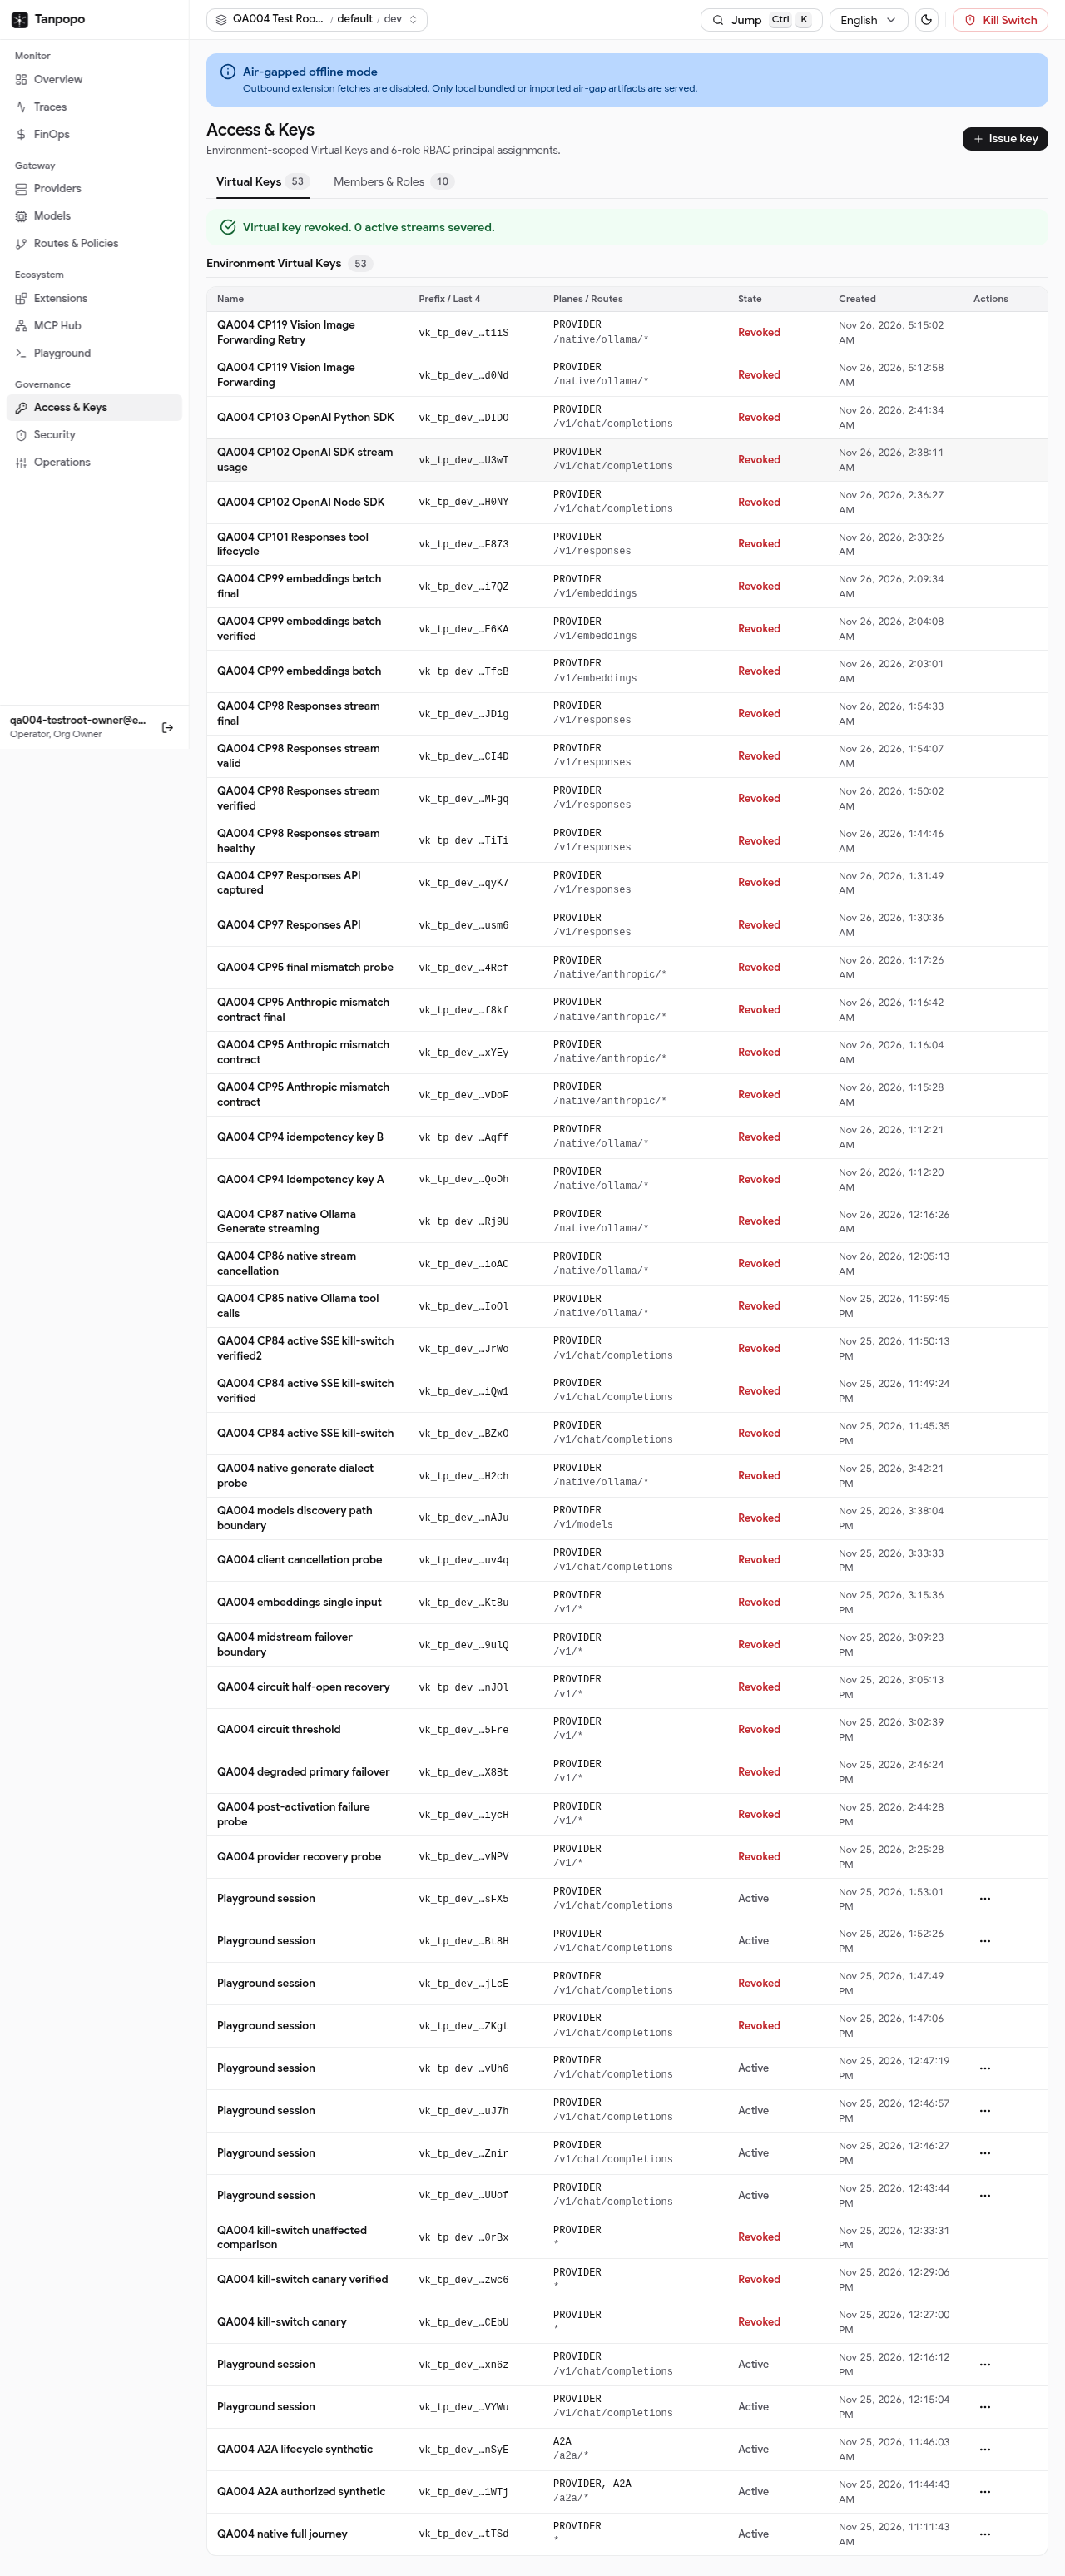 Tanpopo
QA004 Test Roo... / default / dev
Jump Ctrl K
English
Kill Switch
Monitor
Overview
Traces
FinOps
Gateway
Providers
Models
Routes & Policies
Ecosystem
Extensions
MCP Hub
Playground
Governance
Access & Keys
Security
Operations
qa004-testroot-owner@e...
Operator, Org Owner
Air-gapped offline mode
Outbound extension fetches are disabled. Only local bundled or imported air-gap artifacts are served.
Access & Keys
Environment-scoped Virtual Keys and 6-role RBAC principal assignments.
+ Issue key
Virtual Keys 53 Members & Roles 10
Virtual key revoked. 0 active streams severed.
Environment Virtual Keys 53
Name Prefix / Last 4 Planes / Routes State Created Actions
QA004 CP119 Vision Image Forwarding Retry vk_tp_dev_…t1iS PROVIDER /native/ollama/* Revoked Nov 26, 2026, 5:15:02 AM
QA004 CP119 Vision Image Forwarding vk_tp_dev_…d0Nd PROVIDER /native/ollama/* Revoked Nov 26, 2026, 5:12:58 AM
QA004 CP103 OpenAI Python SDK vk_tp_dev_…DIDO PROVIDER /v1/chat/completions Revoked Nov 26, 2026, 2:41:34 AM
QA004 CP102 OpenAI SDK stream usage vk_tp_dev_…U3wT PROVIDER /v1/chat/completions Revoked Nov 26, 2026, 2:38:11 AM
QA004 CP102 OpenAI Node SDK vk_tp_dev_…H0NY PROVIDER /v1/chat/completions Revoked Nov 26, 2026, 2:36:27 AM
QA004 CP101 Responses tool lifecycle vk_tp_dev_…F873 PROVIDER /v1/responses Revoked Nov 26, 2026, 2:30:26 AM
QA004 CP99 embeddings batch final vk_tp_dev_…i7QZ PROVIDER /v1/embeddings Revoked Nov 26, 2026, 2:09:34 AM
QA004 CP99 embeddings batch verified vk_tp_dev_…E6KA PROVIDER /v1/embeddings Revoked Nov 26, 2026, 2:04:08 AM
QA004 CP99 embeddings batch vk_tp_dev_…TfcB PROVIDER /v1/embeddings Revoked Nov 26, 2026, 2:03:01 AM
QA004 CP98 Responses stream final vk_tp_dev_…JDig PROVIDER /v1/responses Revoked Nov 26, 2026, 1:54:33 AM
QA004 CP98 Responses stream valid vk_tp_dev_…CI4D PROVIDER /v1/responses Revoked Nov 26, 2026, 1:54:07 AM
QA004 CP98 Responses stream verified vk_tp_dev_…MFgq PROVIDER /v1/responses Revoked Nov 26, 2026, 1:50:02 AM
QA004 CP98 Responses stream healthy vk_tp_dev_…TiTi PROVIDER /v1/responses Revoked Nov 26, 2026, 1:44:46 AM
QA004 CP97 Responses API captured vk_tp_dev_…qyK7 PROVIDER /v1/responses Revoked Nov 26, 2026, 1:31:49 AM
QA004 CP97 Responses API vk_tp_dev_…usm6 PROVIDER /v1/responses Revoked Nov 26, 2026, 1:30:36 AM
QA004 CP95 final mismatch probe vk_tp_dev_…4Rcf PROVIDER /native/anthropic/* Revoked Nov 26, 2026, 1:17:26 AM
QA004 CP95 Anthropic mismatch contract final vk_tp_dev_…f8kf PROVIDER /native/anthropic/* Revoked Nov 26, 2026, 1:16:42 AM
QA004 CP95 Anthropic mismatch contract vk_tp_dev_…xYEy PROVIDER /native/anthropic/* Revoked Nov 26, 2026, 1:16:04 AM
QA004 CP95 Anthropic mismatch contract vk_tp_dev_…vDoF PROVIDER /native/anthropic/* Revoked Nov 26, 2026, 1:15:28 AM
QA004 CP94 idempotency key B vk_tp_dev_…Aqff PROVIDER /native/ollama/* Revoked Nov 26, 2026, 1:12:21 AM
QA004 CP94 idempotency key A vk_tp_dev_…QoDh PROVIDER /native/ollama/* Revoked Nov 26, 2026, 1:12:20 AM
QA004 CP87 native Ollama Generate streaming vk_tp_dev_…Rj9U PROVIDER /native/ollama/* Revoked Nov 26, 2026, 12:16:26 AM
QA004 CP86 native stream cancellation vk_tp_dev_…ioAC PROVIDER /native/ollama/* Revoked Nov 26, 2026, 12:05:13 AM
QA004 CP85 native Ollama tool calls vk_tp_dev_…IoOl PROVIDER /native/ollama/* Revoked Nov 25, 2026, 11:59:45 PM
QA004 CP84 active SSE kill-switch verified2 vk_tp_dev_…JrWo PROVIDER /v1/chat/completions Revoked Nov 25, 2026, 11:50:13 PM
QA004 CP84 active SSE kill-switch verified vk_tp_dev_…iQw1 PROVIDER /v1/chat/completions Revoked Nov 25, 2026, 11:49:24 PM
QA004 CP84 active SSE kill-switch vk_tp_dev_…BZxO PROVIDER /v1/chat/completions Revoked Nov 25, 2026, 11:45:35 PM
QA004 native generate dialect probe vk_tp_dev_…H2ch PROVIDER /native/ollama/* Revoked Nov 25, 2026, 3:42:21 PM
QA004 models discovery path boundary vk_tp_dev_…nAJu PROVIDER /v1/models Revoked Nov 25, 2026, 3:38:04 PM
QA004 client cancellation probe vk_tp_dev_…uv4q PROVIDER /v1/chat/completions Revoked Nov 25, 2026, 3:33:33 PM
QA004 embeddings single input vk_tp_dev_…Kt8u PROVIDER /v1/* Revoked Nov 25, 2026, 3:15:36 PM
QA004 midstream failover boundary vk_tp_dev_…9ulQ PROVIDER /v1/* Revoked Nov 25, 2026, 3:09:23 PM
QA004 circuit half-open recovery vk_tp_dev_…nJOl PROVIDER /v1/* Revoked Nov 25, 2026, 3:05:13 PM
QA004 circuit threshold vk_tp_dev_…5Fre PROVIDER /v1/* Revoked Nov 25, 2026, 3:02:39 PM
QA004 degraded primary failover vk_tp_dev_…X8Bt PROVIDER /v1/* Revoked Nov 25, 2026, 2:46:24 PM
QA004 post-activation failure probe vk_tp_dev_…iycH PROVIDER /v1/* Revoked Nov 25, 2026, 2:44:28 PM
QA004 provider recovery probe vk_tp_dev_…vNPV PROVIDER /v1/* Revoked Nov 25, 2026, 2:25:28 PM
Playground session vk_tp_dev_…sFX5 PROVIDER /v1/chat/completions Active Nov 25, 2026, 1:53:01 PM ...
Playground session vk_tp_dev_…Bt8H PROVIDER /v1/chat/completions Active Nov 25, 2026, 1:52:26 PM ...
Playground session vk_tp_dev_…jLcE PROVIDER /v1/chat/completions Revoked Nov 25, 2026, 1:47:49 PM
Playground session vk_tp_dev_…ZKgt PROVIDER /v1/chat/completions Revoked Nov 25, 2026, 1:47:06 PM
Playground session vk_tp_dev_…vUh6 PROVIDER /v1/chat/completions Active Nov 25, 2026, 12:47:19 PM ...
Playground session vk_tp_dev_…uJ7h PROVIDER /v1/chat/completions Active Nov 25, 2026, 12:46:57 PM ...
Playground session vk_tp_dev_…Znir PROVIDER /v1/chat/completions Active Nov 25, 2026, 12:46:27 PM ...
Playground session vk_tp_dev_…UUof PROVIDER /v1/chat/completions Active Nov 25, 2026, 12:43:44 PM ...
QA004 kill-switch unaffected comparison vk_tp_dev_…0rBx PROVIDER * Revoked Nov 25, 2026, 12:33:31 PM
QA004 kill-switch canary verified vk_tp_dev_…zwc6 PROVIDER * Revoked Nov 25, 2026, 12:29:06 PM
QA004 kill-switch canary vk_tp_dev_…CEbU PROVIDER * Revoked Nov 25, 2026, 12:27:00 PM
Playground session vk_tp_dev_…xn6z PROVIDER /v1/chat/completions Active Nov 25, 2026, 12:16:12 PM ...
Playground session vk_tp_dev_…VYWu PROVIDER /v1/chat/completions Active Nov 25, 2026, 12:15:04 PM ...
QA004 A2A lifecycle synthetic vk_tp_dev_…nSyE A2A /a2a/* Active Nov 25, 2026, 11:46:03 AM ...
QA004 A2A authorized synthetic vk_tp_dev_…1WTj PROVIDER, A2A /a2a/* Active Nov 25, 2026, 11:44:43 AM ...
QA004 native full journey vk_tp_dev_…tTSd PROVIDER * Active Nov 25, 2026, 11:11:43 AM ...